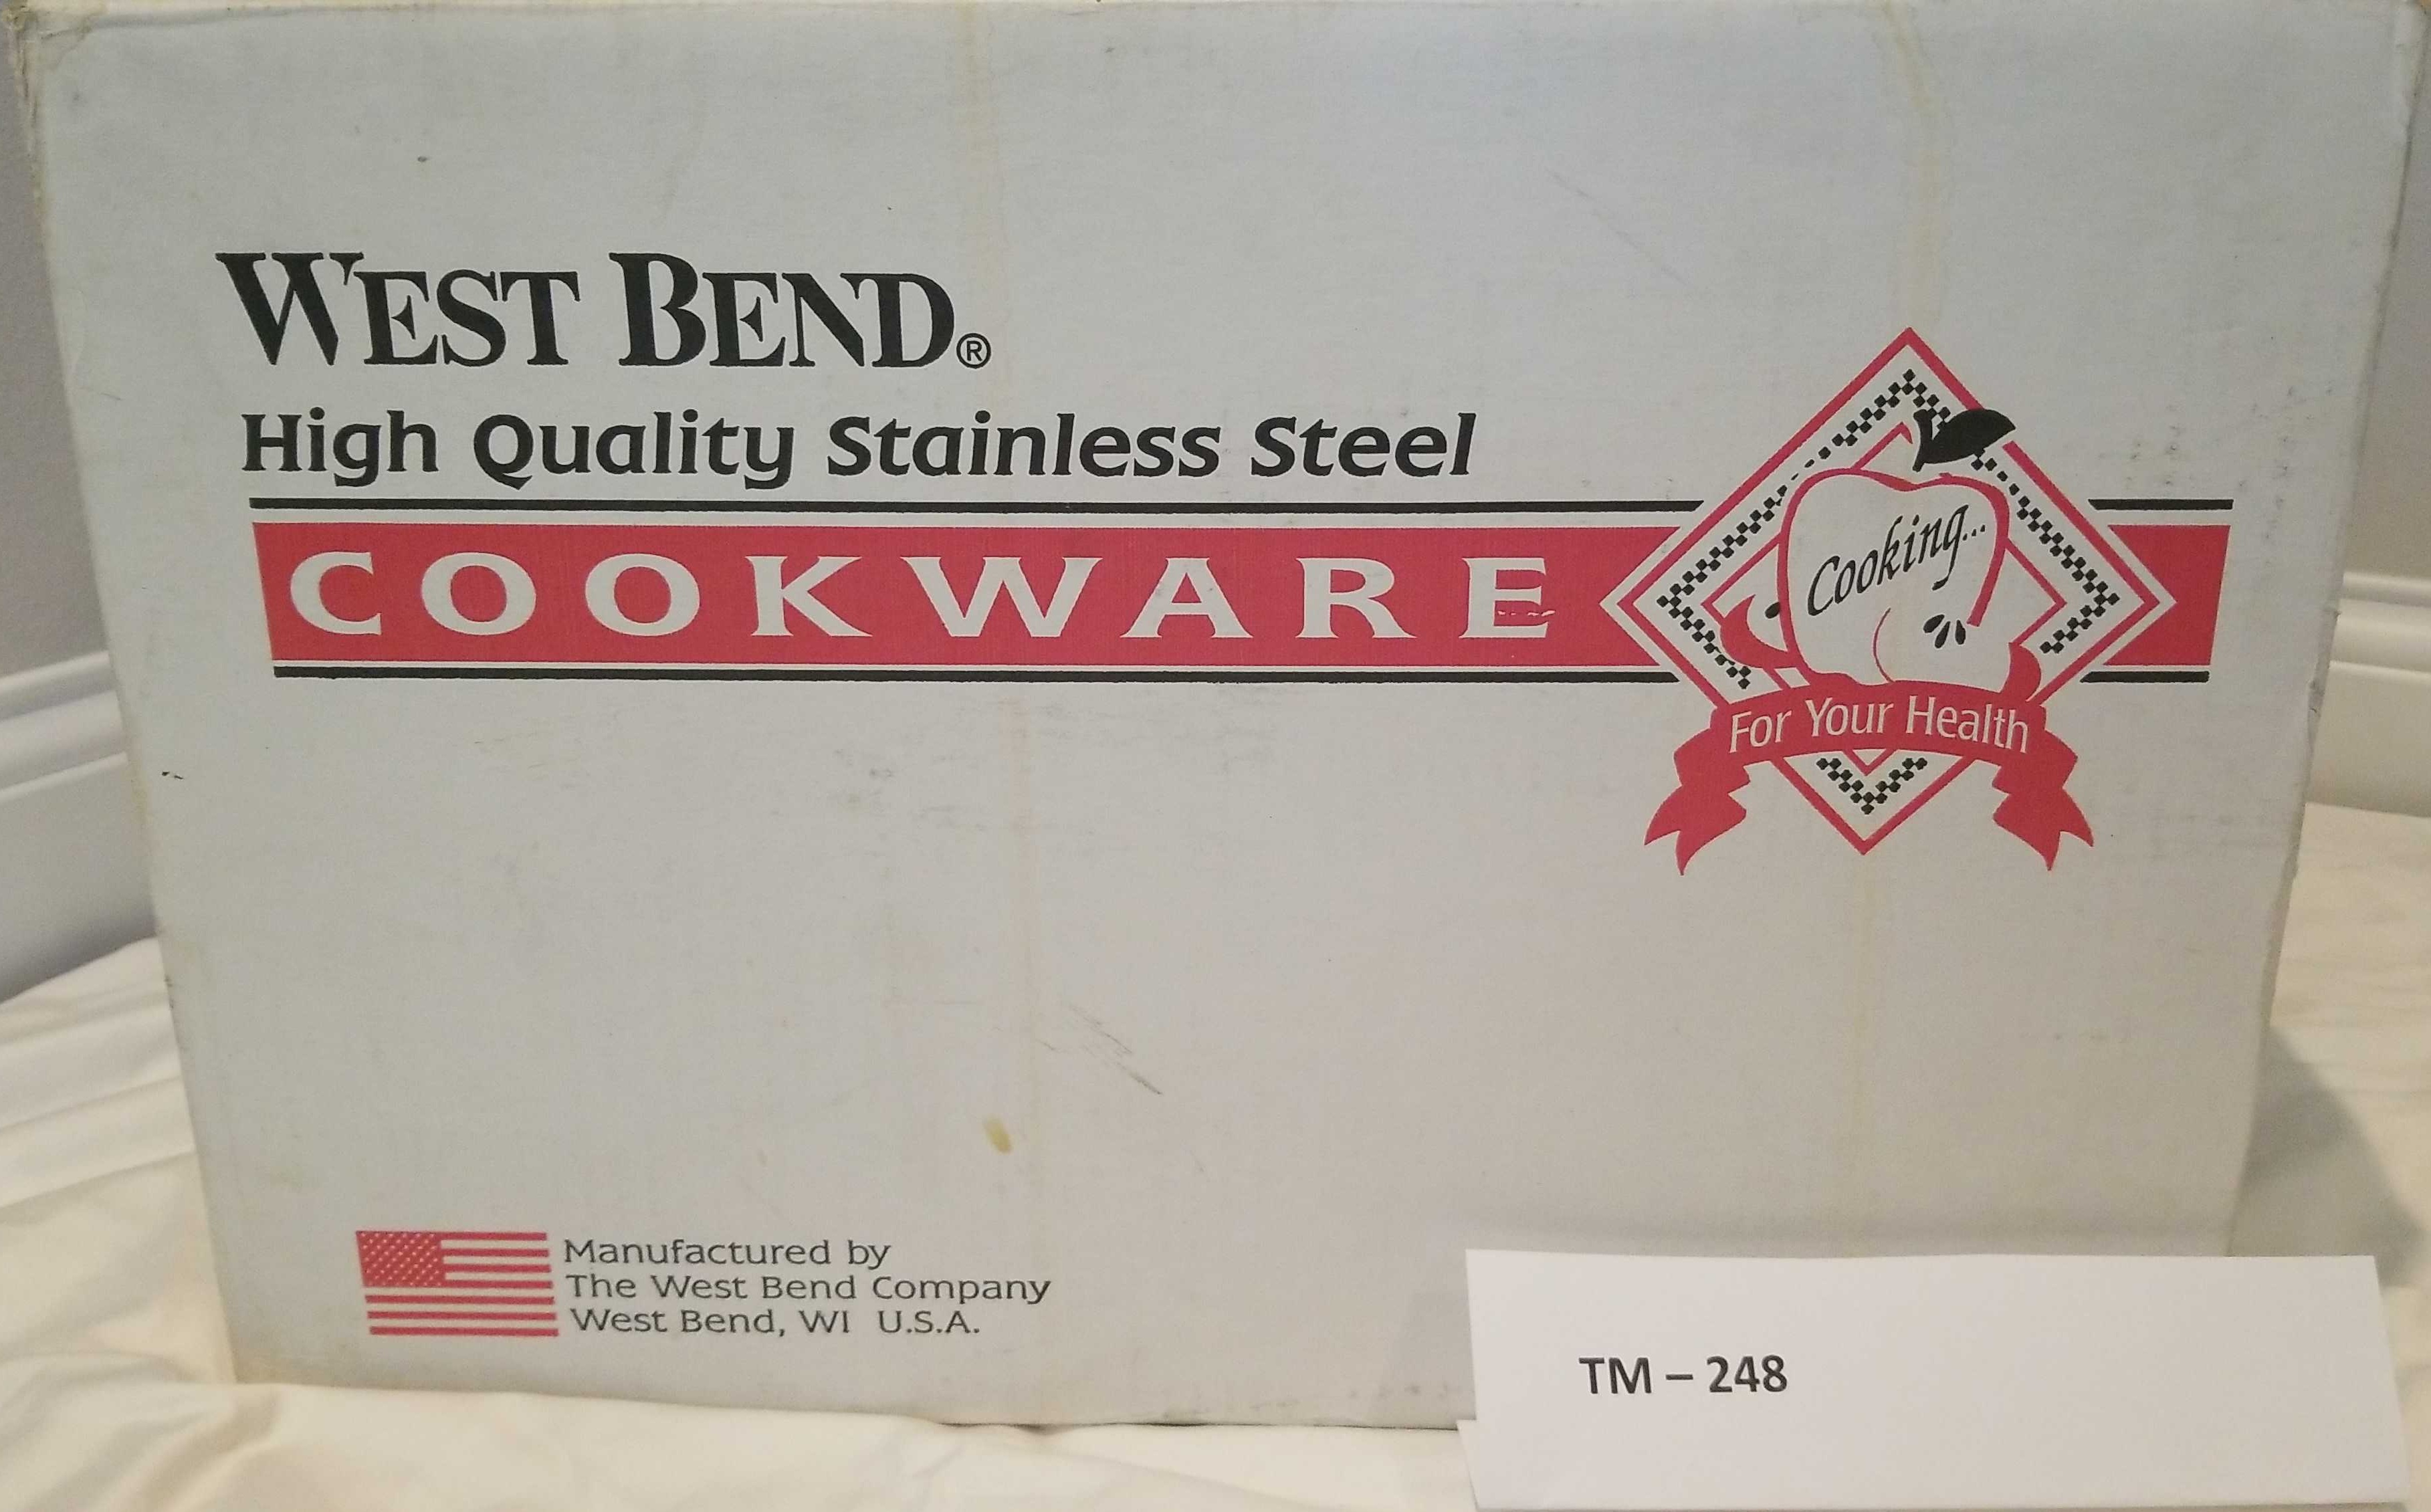 WEST BEND®
High Quality Stainless Steel
COOKWARE
Cooking...
For Your Health
Manufactured by
The West Bend Company
West Bend, WI U.S.A.
TM – 248